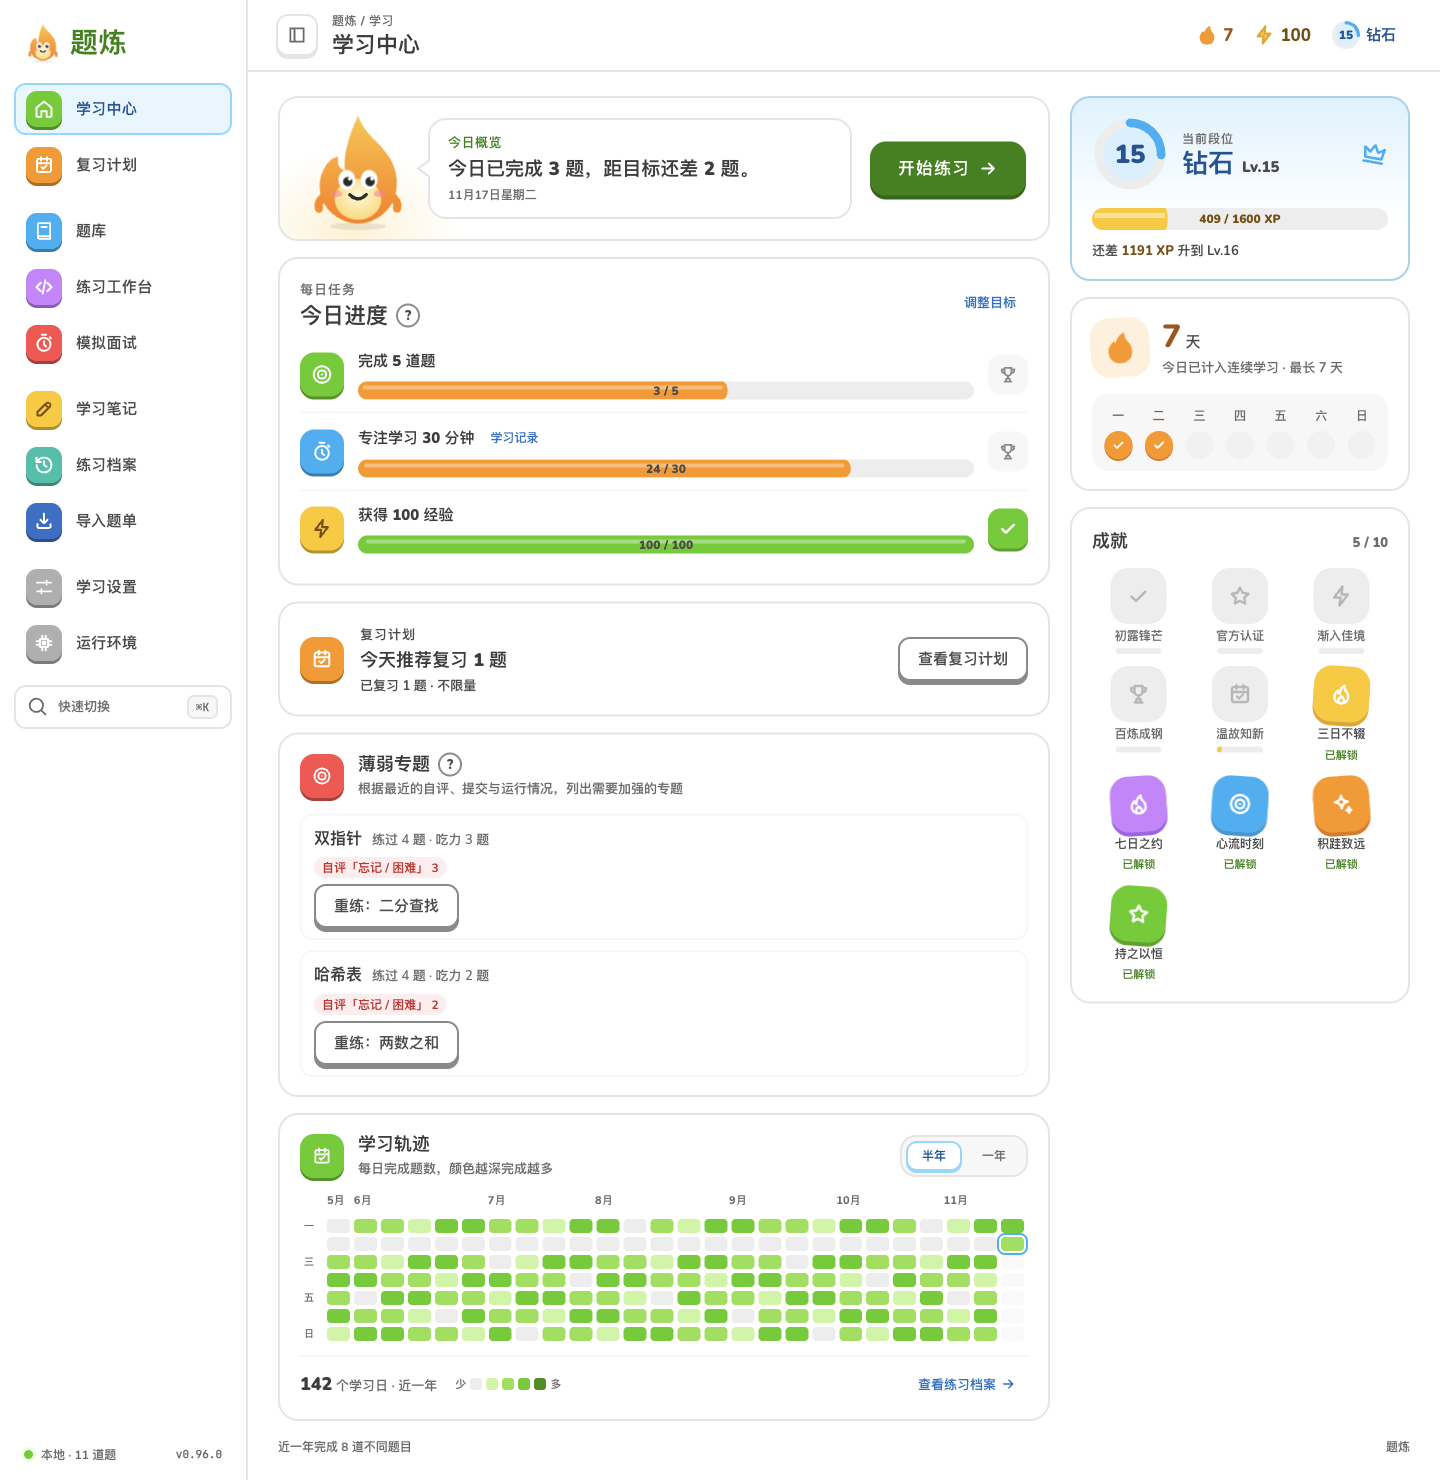 题炼
学习中心
复习计划
题库
练习工作台
模拟面试
学习笔记
练习档案
导入题单
学习设置
运行环境
快速切换 ⌘K
本地 · 11 道题 v0.96.0
题炼 / 学习
学习中心
7 100 15 钻石
今日概览
今日已完成 3 题，距目标还差 2 题。
11月17日星期二
开始练习 →
每日任务
今日进度 ?
调整目标
完成 5 道题
3 / 5
专注学习 30 分钟 学习记录
24 / 30
获得 100 经验
100 / 100
复习计划
今天推荐复习 1 题
已复习 1 题 · 不限量
查看复习计划
薄弱专题 ?
根据最近的自评、提交与运行情况，列出需要加强的专题
双指针 练过 4 题 · 吃力 3 题
自评「忘记 / 困难」 3
重练：二分查找
哈希表 练过 4 题 · 吃力 2 题
自评「忘记 / 困难」 2
重练：两数之和
学习轨迹
每日完成题数，颜色越深完成越多
半年 一年
5月 6月 7月 8月 9月 10月 11月
一
三
五
日
142 个学习日 · 近一年 少 多
查看练习档案 →
近一年完成 8 道不同题目
15
当前段位
钻石 Lv.15
409 / 1600 XP
还差 1191 XP 升到 Lv.16
7 天
今日已计入连续学习 · 最长 7 天
一 二 三 四 五 六 日
成就 5 / 10
初露锋芒 官方认证 渐入佳境
百炼成钢 温故知新 三日不辍
已解锁
七日之约 心流时刻 积跬致远
已解锁 已解锁 已解锁
持之以恒
已解锁
题炼